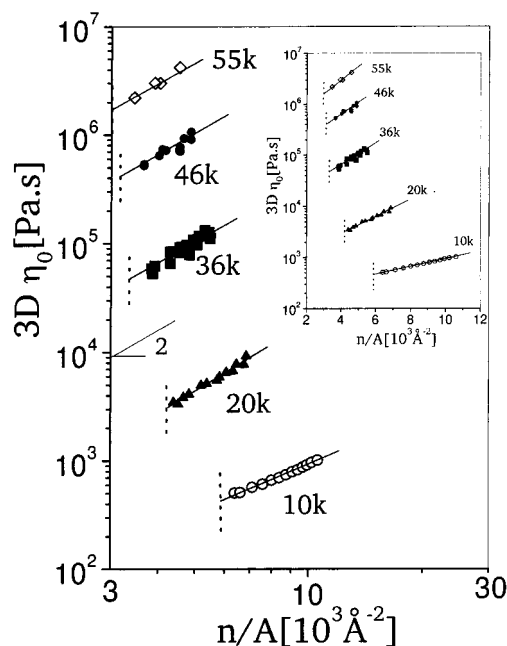 10⁷
10⁶
10⁵
10⁴
10³
10²
3D η₀[Pa.s]
55k
46k
36k
2
20k
10k
3
10
30
n/A[10³Å⁻²]
10⁷
10⁶
10⁵
10⁴
10³
10²
3D η₀[Pa.s]
55k
46k
36k
20k
10k
2 4 6 8 10 12
n/A[10³Å⁻²]